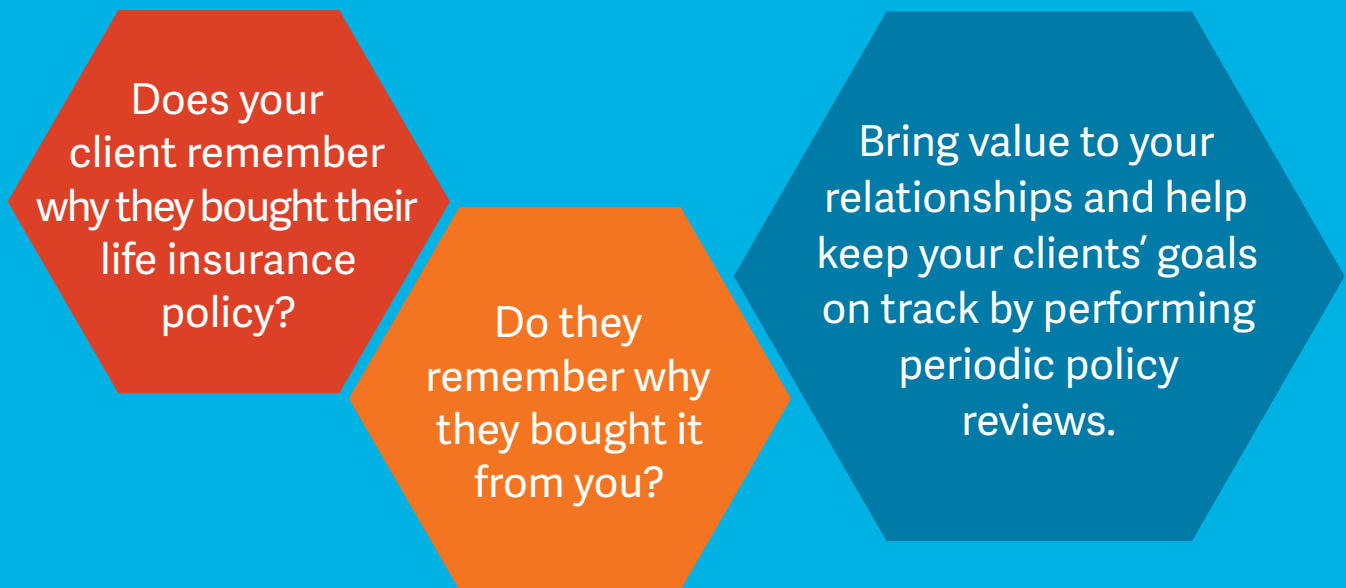 Does your
client remember
why they bought their
life insurance
policy?
Do they
remember why
they bought it
from you?
Bring value to your
relationships and help
keep your clients’ goals
on track by performing
periodic policy
reviews.